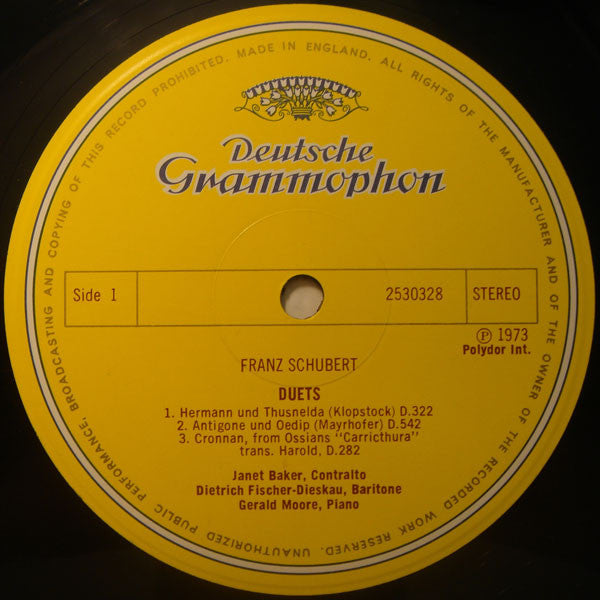 MADE IN ENGLAND. ALL RIGHTS OF THE MANUFACTURER AND OF THE OWNER OF THE RECORDED WORK RESERVED. UNAUTHORIZED PUBLIC PERFORMANCE, BROADCASTING AND COPYING OF THIS RECORD PROHIBITED.
Deutsche
Grammophon
Side 1 2530328 STEREO
℗ 1973
Polydor Int.
FRANZ SCHUBERT
DUETS
1. Hermann und Thusnelda (Klopstock) D.322
2. Antigone und Oedip (Mayrhofer) D.542
3. Cronnan, from Ossians "Carricthura"
trans. Harold, D.282
Janet Baker, Contralto
Dietrich Fischer-Dieskau, Baritone
Gerald Moore, Piano